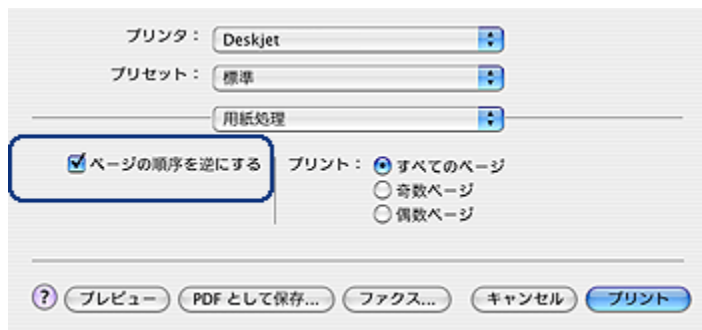 プリンタ： Deskjet
プリセット： 標準
用紙処理
ページの順序を逆にする プリント： すべてのページ
奇数ページ
偶数ページ
? プレビュー PDF として保存... ファクス... キャンセル プリント